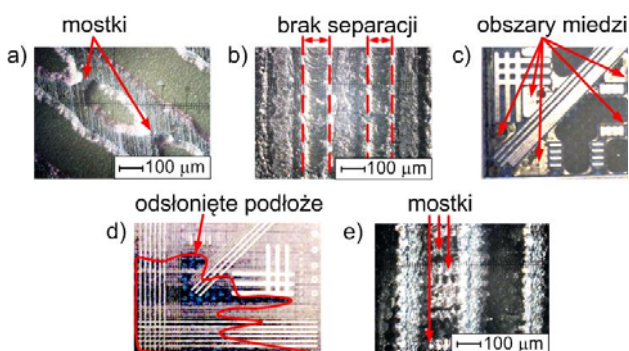 mostki
a)
100 µm
brak separacji
b)
100 µm
obszary miedzi
c)
odsłonięte podłoże
d)
mostki
e)
100 µm